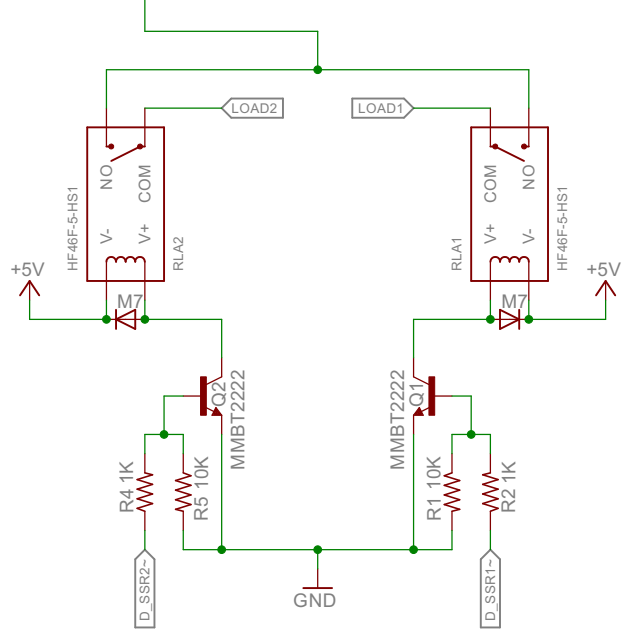 LOAD2
LOAD1
NO
COM
V-
V+
HF46F-5-HS1
RLA2
COM
NO
V+
V-
RLA1
HF46F-5-HS1
+5V
M7
M7
+5V
Q2
MMBT2222
MMBT2222
Q1
R4 1K
R5 10K
R1 10K
R2 1K
D_SSR2~
D_SSR1~
GND